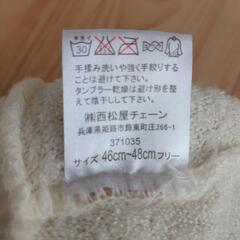 30
手揉み洗いや強く手絞りする
ことは避けて下さい。
タンブラー乾燥は避け形を整
えて陰干しして下さい。
㈱西松屋チェーン
兵庫県姫路市飾東町庄266-1
371035
サイズ 46cm~48cmフリー